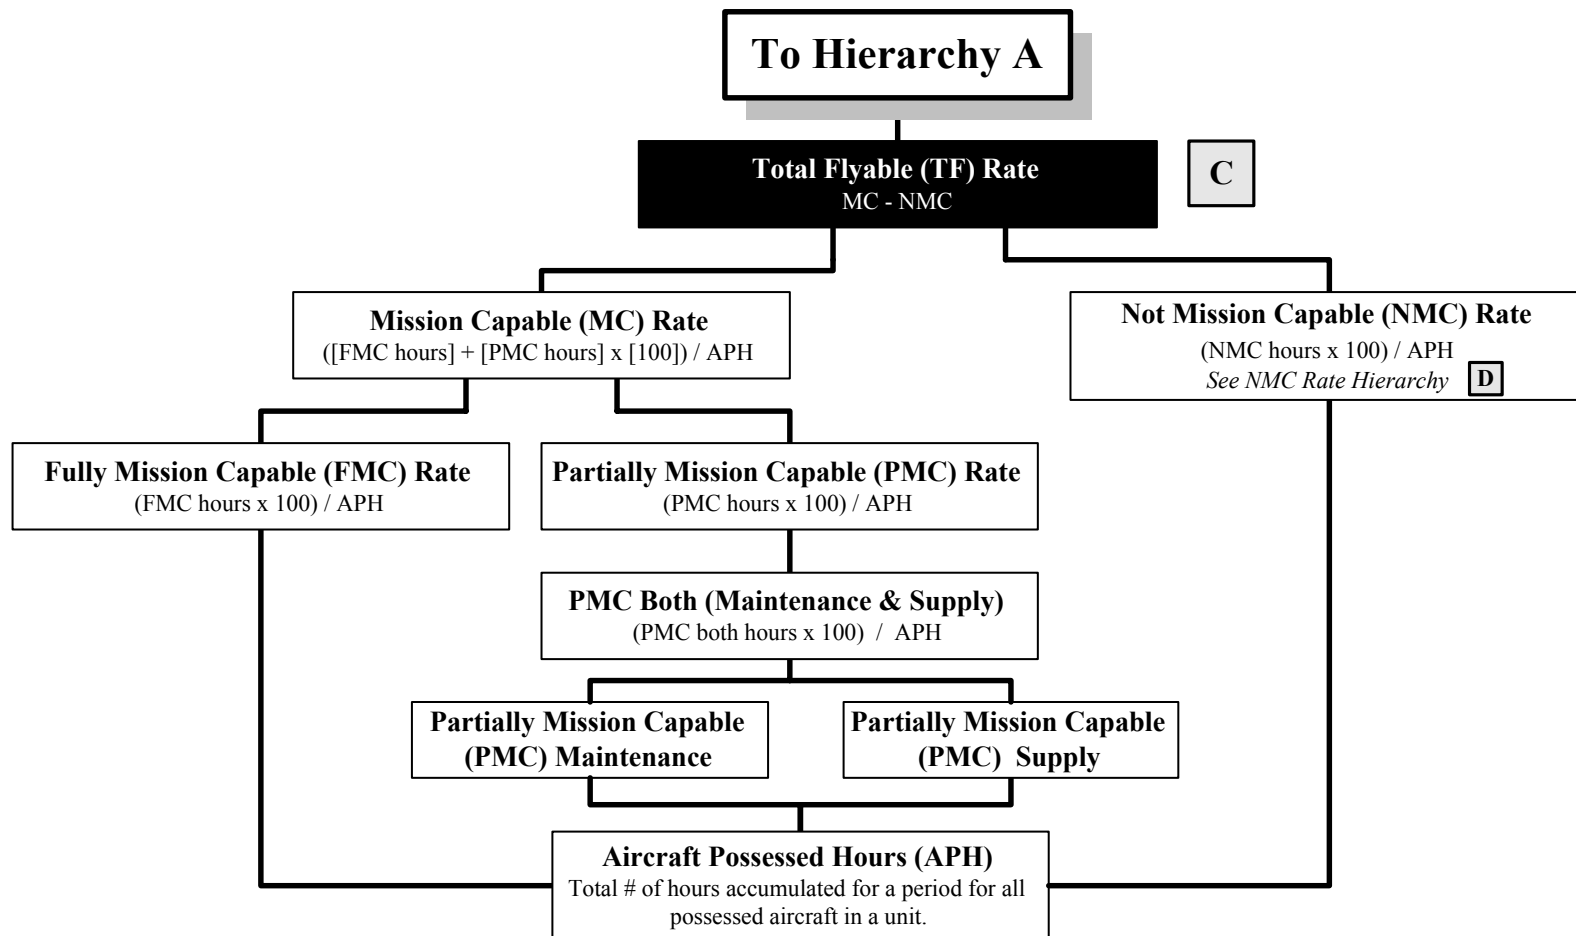 To Hierarchy A
Total Flyable (TF) Rate
MC - NMC
C
Mission Capable (MC) Rate
([FMC hours] + [PMC hours] x [100]) / APH
Not Mission Capable (NMC) Rate
(NMC hours x 100) / APH
See NMC Rate Hierarchy D
Fully Mission Capable (FMC) Rate
(FMC hours x 100) / APH
Partially Mission Capable (PMC) Rate
(PMC hours x 100) / APH
PMC Both (Maintenance & Supply)
(PMC both hours x 100) / APH
Partially Mission Capable
(PMC) Maintenance
Partially Mission Capable
(PMC) Supply
Aircraft Possessed Hours (APH)
Total # of hours accumulated for a period for all
possessed aircraft in a unit.